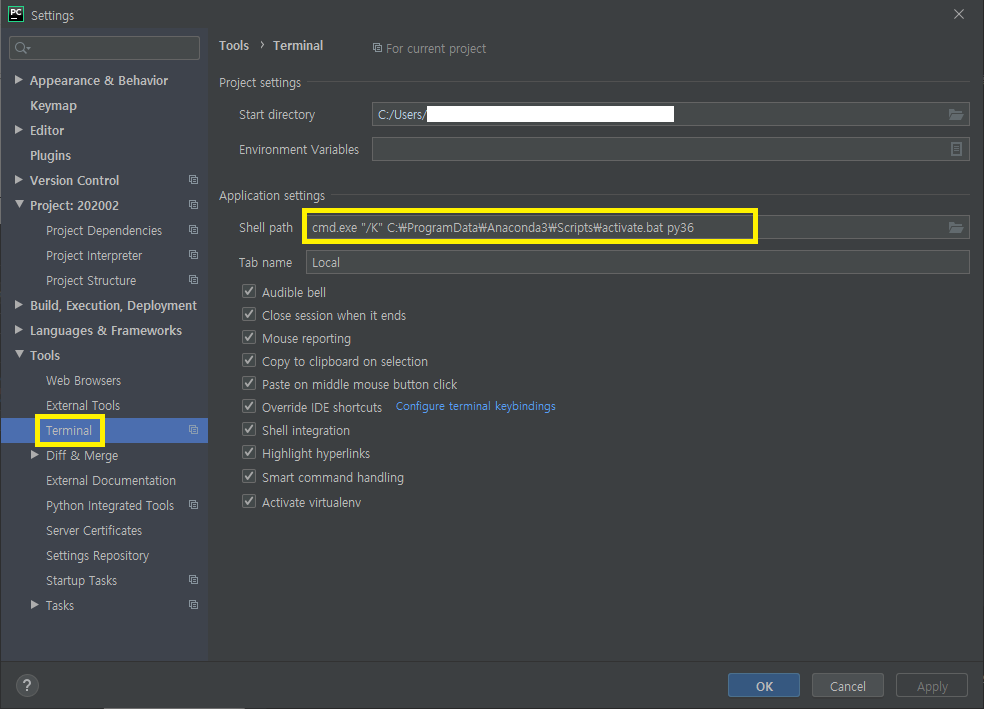 PC Settings
Tools › Terminal For current project
Appearance & Behavior
Keymap
Editor
Plugins
Version Control
Project: 202002
Project Dependencies
Project Interpreter
Project Structure
Build, Execution, Deployment
Languages & Frameworks
Tools
Web Browsers
External Tools
Terminal
Diff & Merge
External Documentation
Python Integrated Tools
Server Certificates
Settings Repository
Startup Tasks
Tasks
Project settings
Start directory C:/Users/
Environment Variables
Application settings
Shell path cmd.exe "/K" C:₩ProgramData₩Anaconda3₩Scripts₩activate.bat py36
Tab name Local
Audible bell
Close session when it ends
Mouse reporting
Copy to clipboard on selection
Paste on middle mouse button click
Override IDE shortcuts Configure terminal keybindings
Shell integration
Highlight hyperlinks
Smart command handling
Activate virtualenv
? OK Cancel Apply